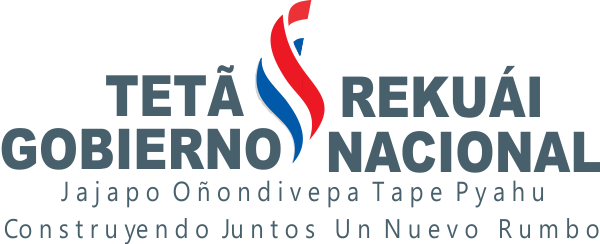 TETÃ REKUÁI
GOBIERNO NACIONAL
Jajapo Oñondivepa Tape Pyahu
Construyendo Juntos Un Nuevo Rumbo